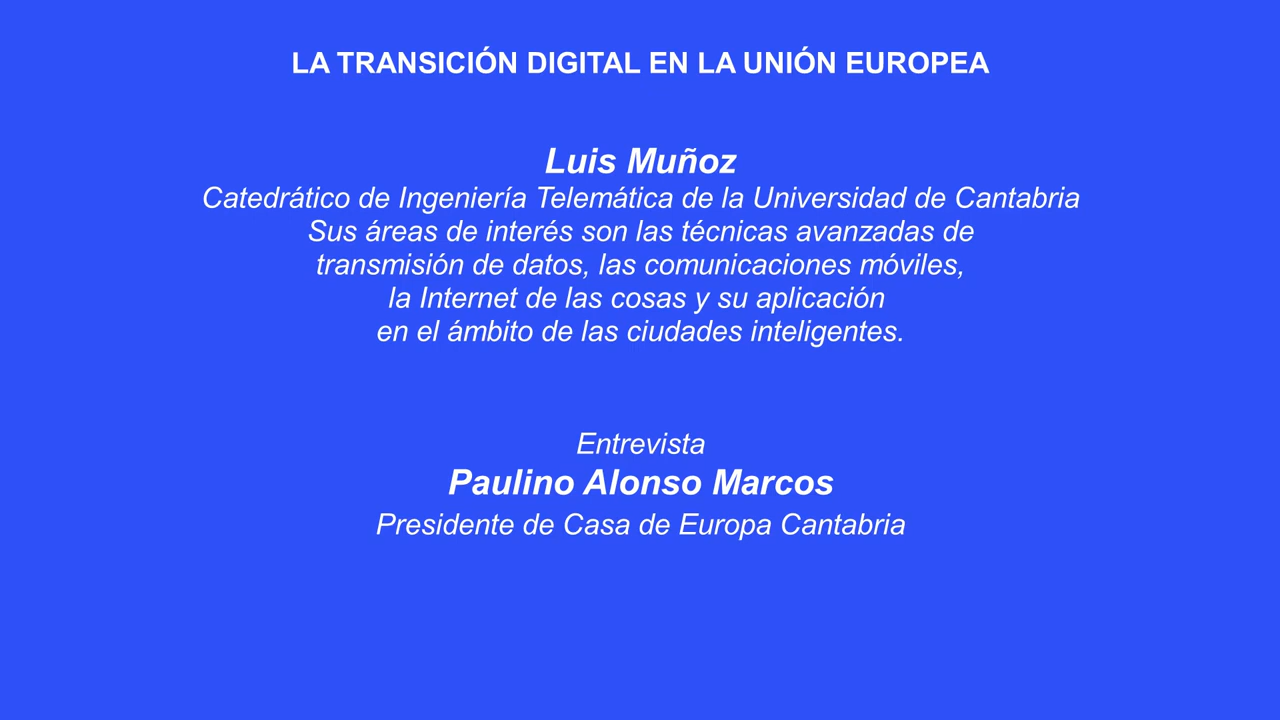 LA TRANSICIÓN DIGITAL EN LA UNIÓN EUROPEA
Luis Muñoz
Catedrático de Ingeniería Telemática de la Universidad de Cantabria
Sus áreas de interés son las técnicas avanzadas de
transmisión de datos, las comunicaciones móviles,
la Internet de las cosas y su aplicación
en el ámbito de las ciudades inteligentes.
Entrevista
Paulino Alonso Marcos
Presidente de Casa de Europa Cantabria